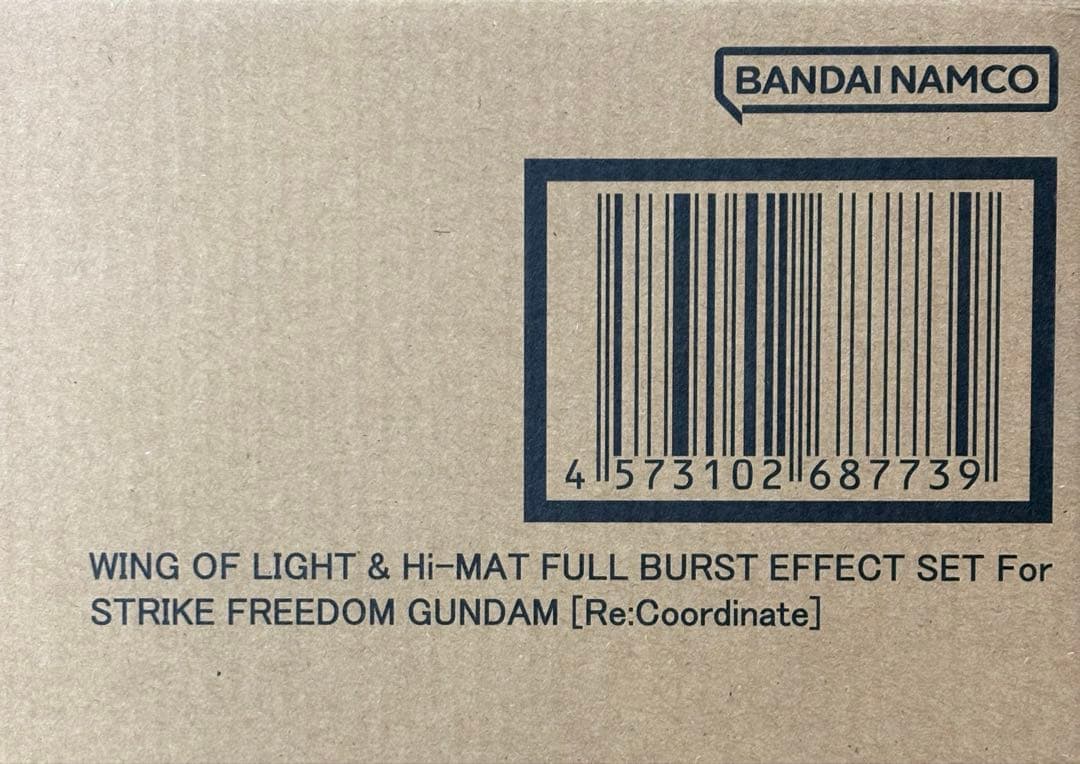 BANDAI NAMCO
4 573102 687739
WING OF LIGHT & Hi-MAT FULL BURST EFFECT SET For
STRIKE FREEDOM GUNDAM [Re:Coordinate]